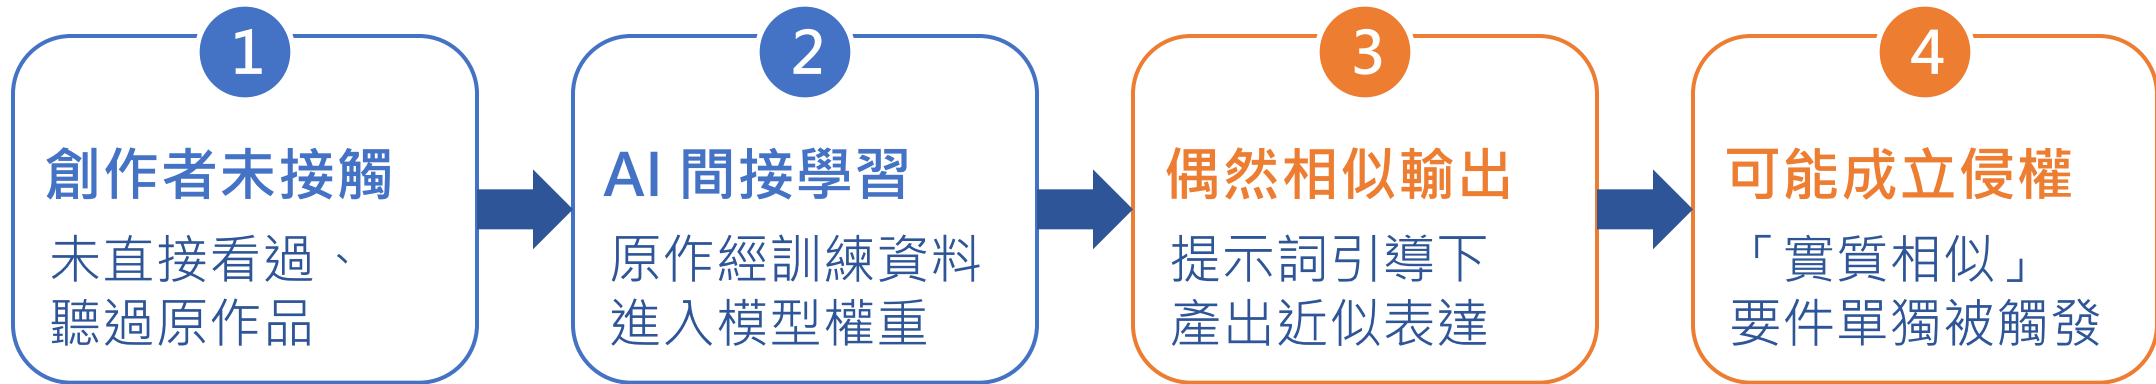 1
創作者未接觸
未直接看過、
聽過原作品
2
AI 間接學習
原作經訓練資料
進入模型權重
3
偶然相似輸出
提示詞引導下
產出近似表達
4
可能成立侵權
「實質相似」
要件單獨被觸發